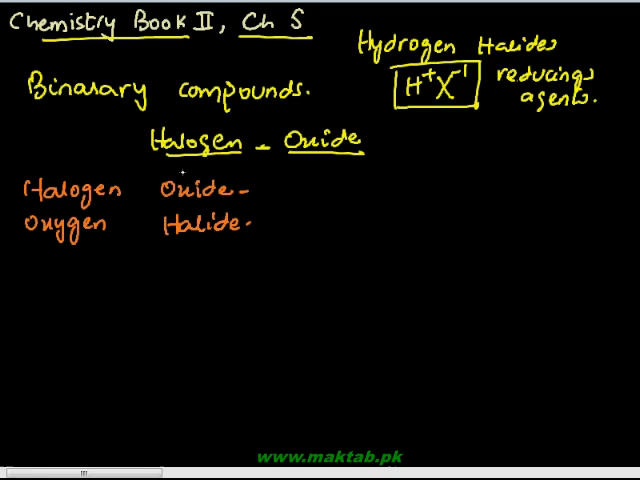 Chemistry Book II, Ch 5
Hydrogen Halides
H⁺X⁻¹ reducing agents.
Binarary compounds.
Halogen - Oxide
Halogen Oxide-
Oxygen Halide-
www.maktab.pk